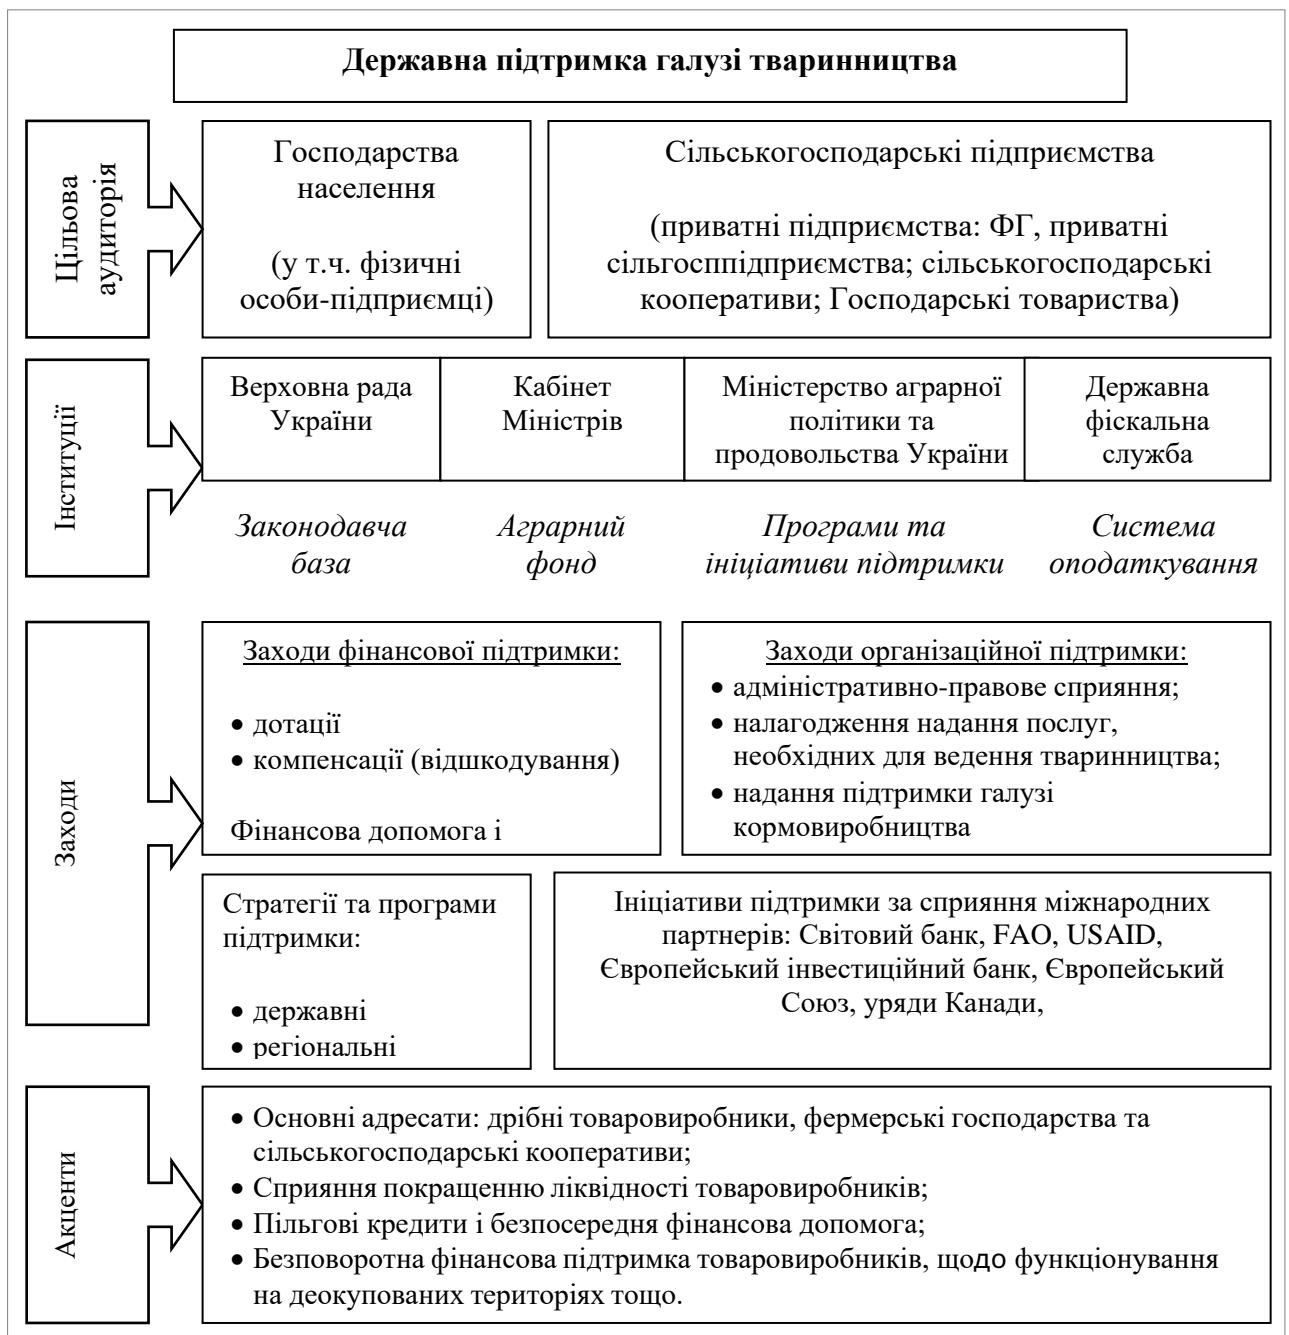 Державна підтримка галузі тваринництва
Цільова
аудиторія
Господарства
населення
(у т.ч. фізичні
особи-підприємці)
Сільськогосподарські підприємства
(приватні підприємства: ФГ, приватні
сільгосппідприємства; сільськогосподарські
кооперативи; Господарські товариства)
Інституції
Верховна рада
України
Кабінет
Міністрів
Міністерство аграрної
політики та
продовольства України
Державна
фіскальна
служба
Законодавча
база
Аграрний
фонд
Програми та
ініціативи підтримки
Система
оподаткування
Заходи
Заходи фінансової підтримки:
• дотації
• компенсації (відшкодування)
Фінансова допомога і
Заходи організаційної підтримки:
• адміністративно-правове сприяння;
• налагодження надання послуг,
необхідних для ведення тваринництва;
• надання підтримки галузі
кормовиробництва
Стратегії та програми
підтримки:
• державні
• регіональні
Ініціативи підтримки за сприяння міжнародних
партнерів: Світовий банк, FAO, USAID,
Європейський інвестиційний банк, Європейський
Союз, уряди Канади,
Акценти
• Основні адресати: дрібні товаровиробники, фермерські господарства та
сільськогосподарські кооперативи;
• Сприяння покращенню ліквідності товаровиробників;
• Пільгові кредити і безпосередня фінансова допомога;
• Безповоротна фінансова підтримка товаровиробників, щодо функціонування
на деокупованих територіях тощо.